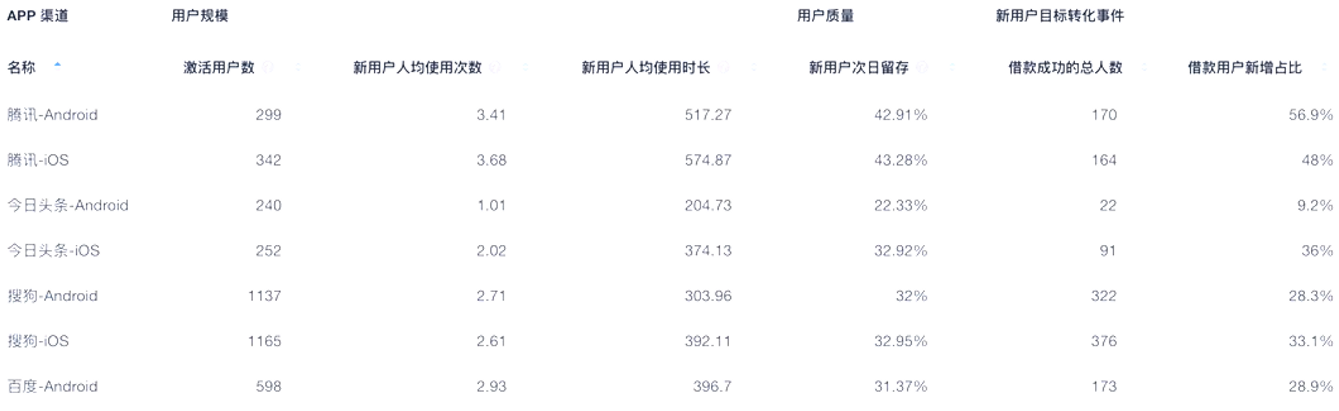 APP 渠道 用户规模 用户质量 新用户目标转化事件
名称 激活用户数 新用户人均使用次数 新用户人均使用时长 新用户次日留存 借款成功的总人数 借款用户新增占比
腾讯-Android 299 3.41 517.27 42.91% 170 56.9%
腾讯-iOS 342 3.68 574.87 43.28% 164 48%
今日头条-Android 240 1.01 204.73 22.33% 22 9.2%
今日头条-iOS 252 2.02 374.13 32.92% 91 36%
搜狗-Android 1137 2.71 303.96 32% 322 28.3%
搜狗-iOS 1165 2.61 392.11 32.95% 376 33.1%
百度-Android 598 2.93 396.7 31.37% 173 28.9%